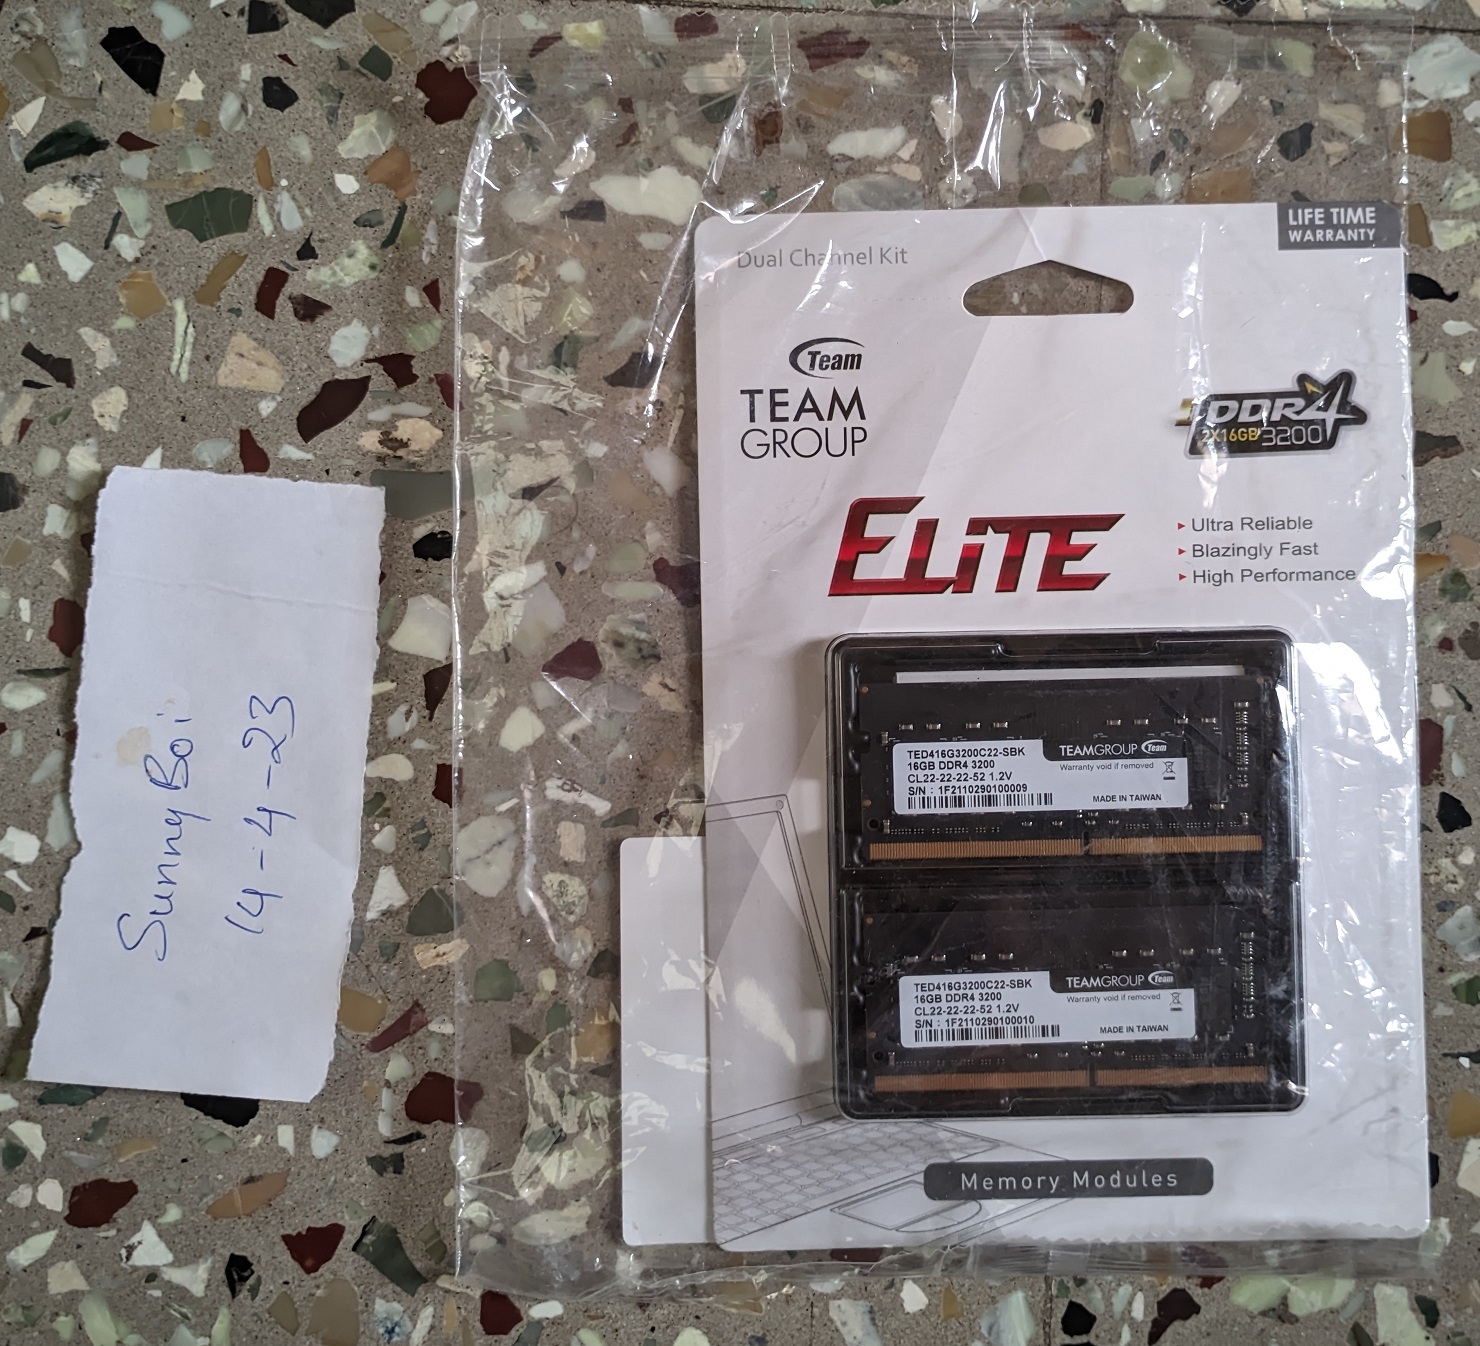 Sunny Boi
14-4-23
LIFE TIME
WARRANTY
Dual Channel Kit
Team
TEAM
GROUP
DDR4
2X16GB 3200
ELiTE
Ultra Reliable
Blazingly Fast
High Performance
TED416G3200C22-SBK
16GB DDR4 3200
CL22-22-22-52 1.2V
S/N : 1F2110290100009
TEAMGROUP Team
Warranty void if removed
MADE IN TAIWAN
TED416G3200C22-SBK
16GB DDR4 3200
CL22-22-22-52 1.2V
S/N : 1F2110290100010
TEAMGROUP Team
Warranty void if removed
MADE IN TAIWAN
Memory Modules